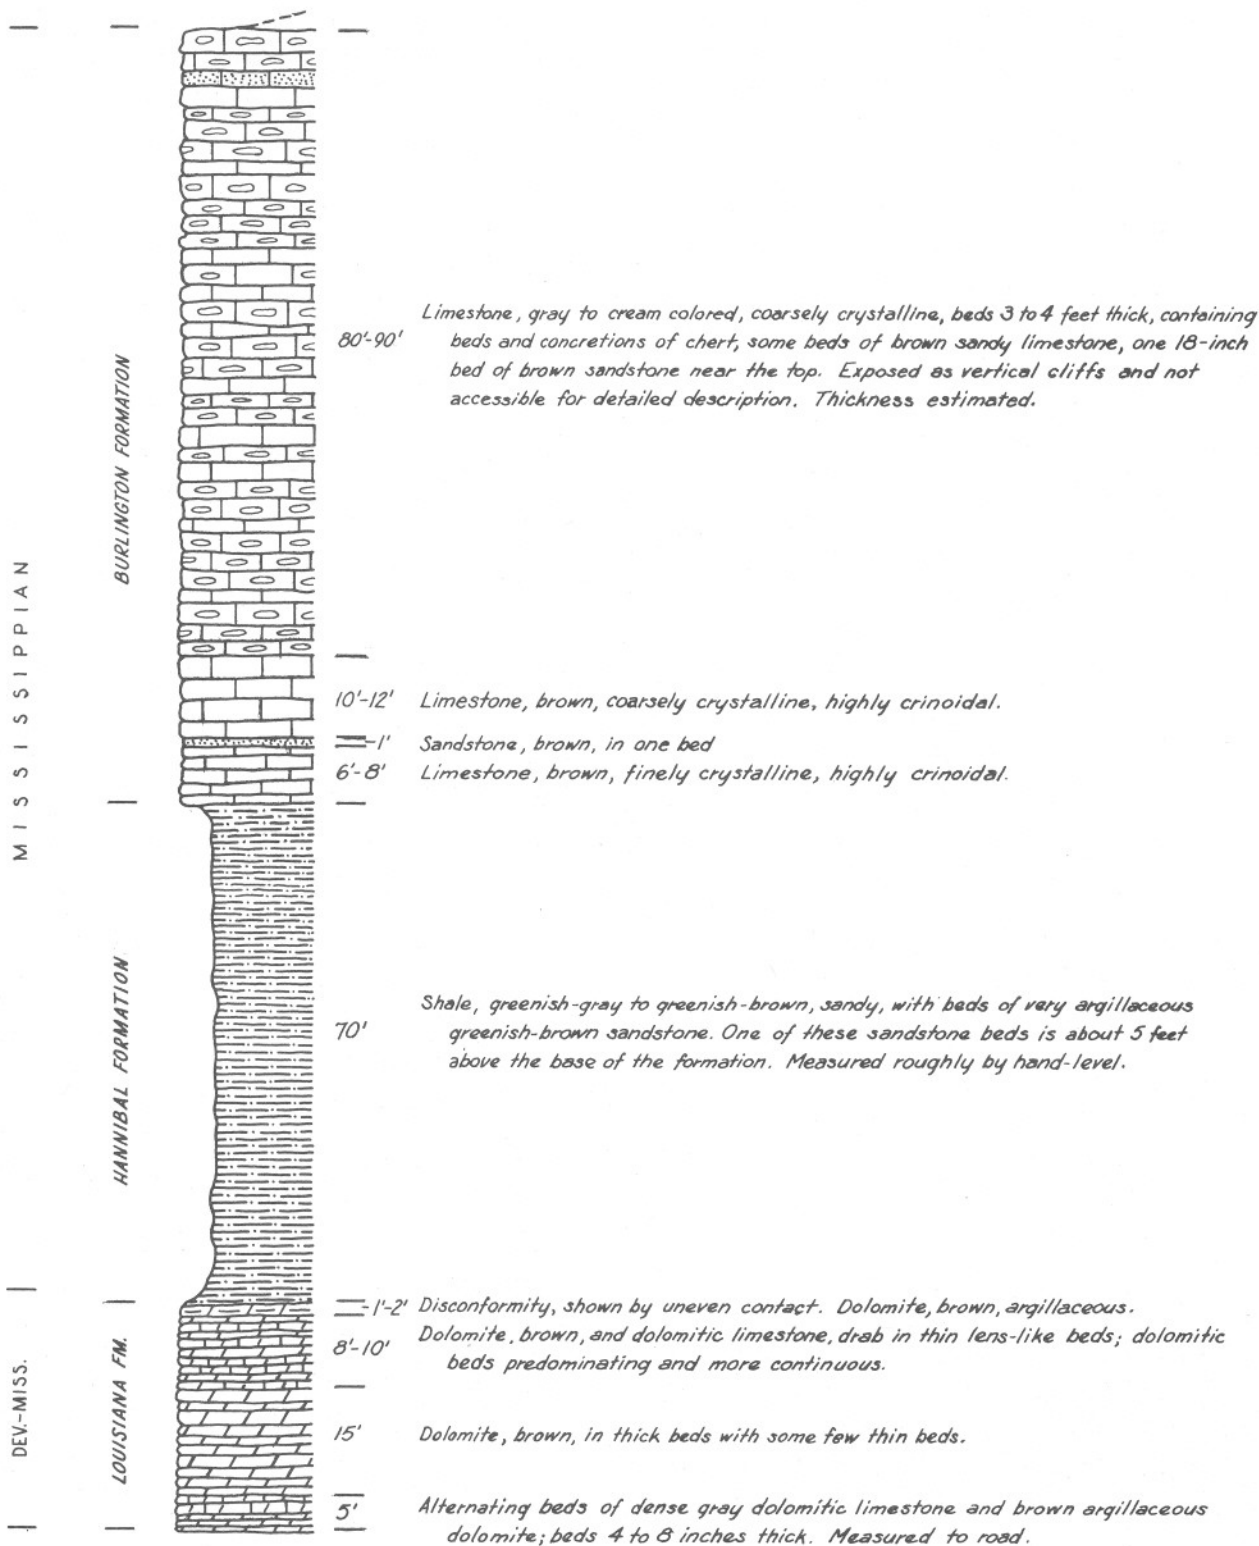 MISSISSIPPIAN
DEV.-MISS.
BURLINGTON FORMATION
HANNIBAL FORMATION
LOUISIANA FM.
80'-90'
Limestone, gray to cream colored, coarsely crystalline, beds 3 to 4 feet thick, containing
beds and concretions of chert, some beds of brown sandy limestone, one 18-inch
bed of brown sandstone near the top. Exposed as vertical cliffs and not
accessible for detailed description. Thickness estimated.
10'-12' Limestone, brown, coarsely crystalline, highly crinoidal.
1' Sandstone, brown, in one bed
6'-8' Limestone, brown, finely crystalline, highly crinoidal.
70'
Shale, greenish-gray to greenish-brown, sandy, with beds of very argillaceous
greenish-brown sandstone. One of these sandstone beds is about 5 feet
above the base of the formation. Measured roughly by hand-level.
1'-2' Disconformity, shown by uneven contact. Dolomite, brown, argillaceous.
8'-10' Dolomite, brown, and dolomitic limestone, drab in thin lens-like beds; dolomitic
beds predominating and more continuous.
15' Dolomite, brown, in thick beds with some few thin beds.
5' Alternating beds of dense gray dolomitic limestone and brown argillaceous
dolomite; beds 4 to 8 inches thick. Measured to road.